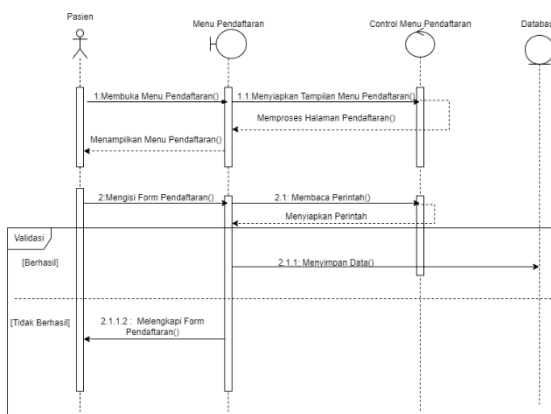 Pasien
Menu Pendaftaran
Control Menu Pendaftaran
1:Membuka Menu Pendaftaran()
1.1:Menyiapkan Tampilan Menu Pendaftaran()
Memproses Halaman Pendaftaran()
Menampilkan Menu Pendaftaran()
2:Mengisi Form Pendaftaran()
2.1: Membaca Perintah()
Menyiapkan Perintah
Validasi
[Berhasil]
2.1.1; Menyimpan Data()
[Tidak Berhasil]
2.1.1.2 : Melengkapi Form
Pendaftaran()